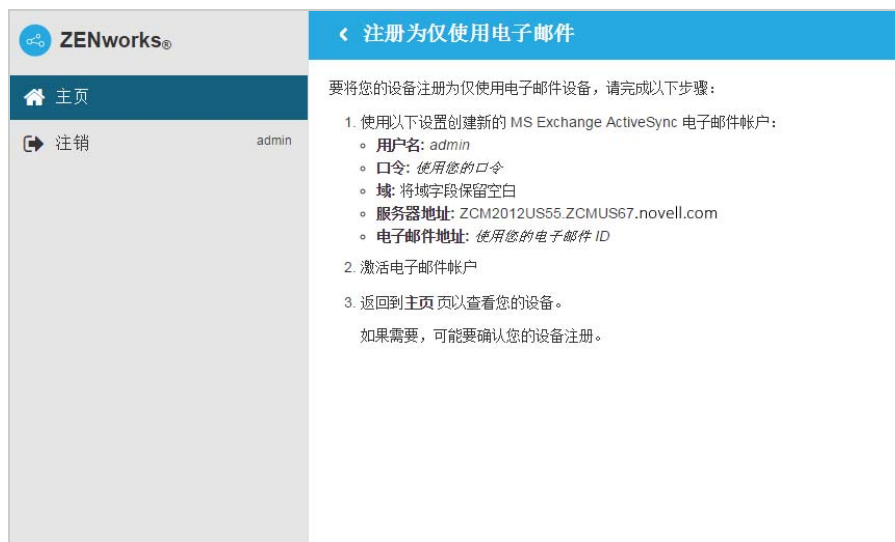 ZENworks®
主页
注销 admin
注册为仅使用电子邮件
要将您的设备注册为仅使用电子邮件设备，请完成以下步骤：
1. 使用以下设置创建新的 MS Exchange ActiveSync 电子邮件帐户：
◦ 用户名: admin
◦ 口令: 使用您的口令
◦ 域: 将域字段保留空白
◦ 服务器地址: ZCM2012US55.ZCMUS67.novell.com
◦ 电子邮件地址: 使用您的电子邮件 ID
2. 激活电子邮件帐户
3. 返回到主页 页以查看您的设备。
如果需要，可能要确认您的设备注册。